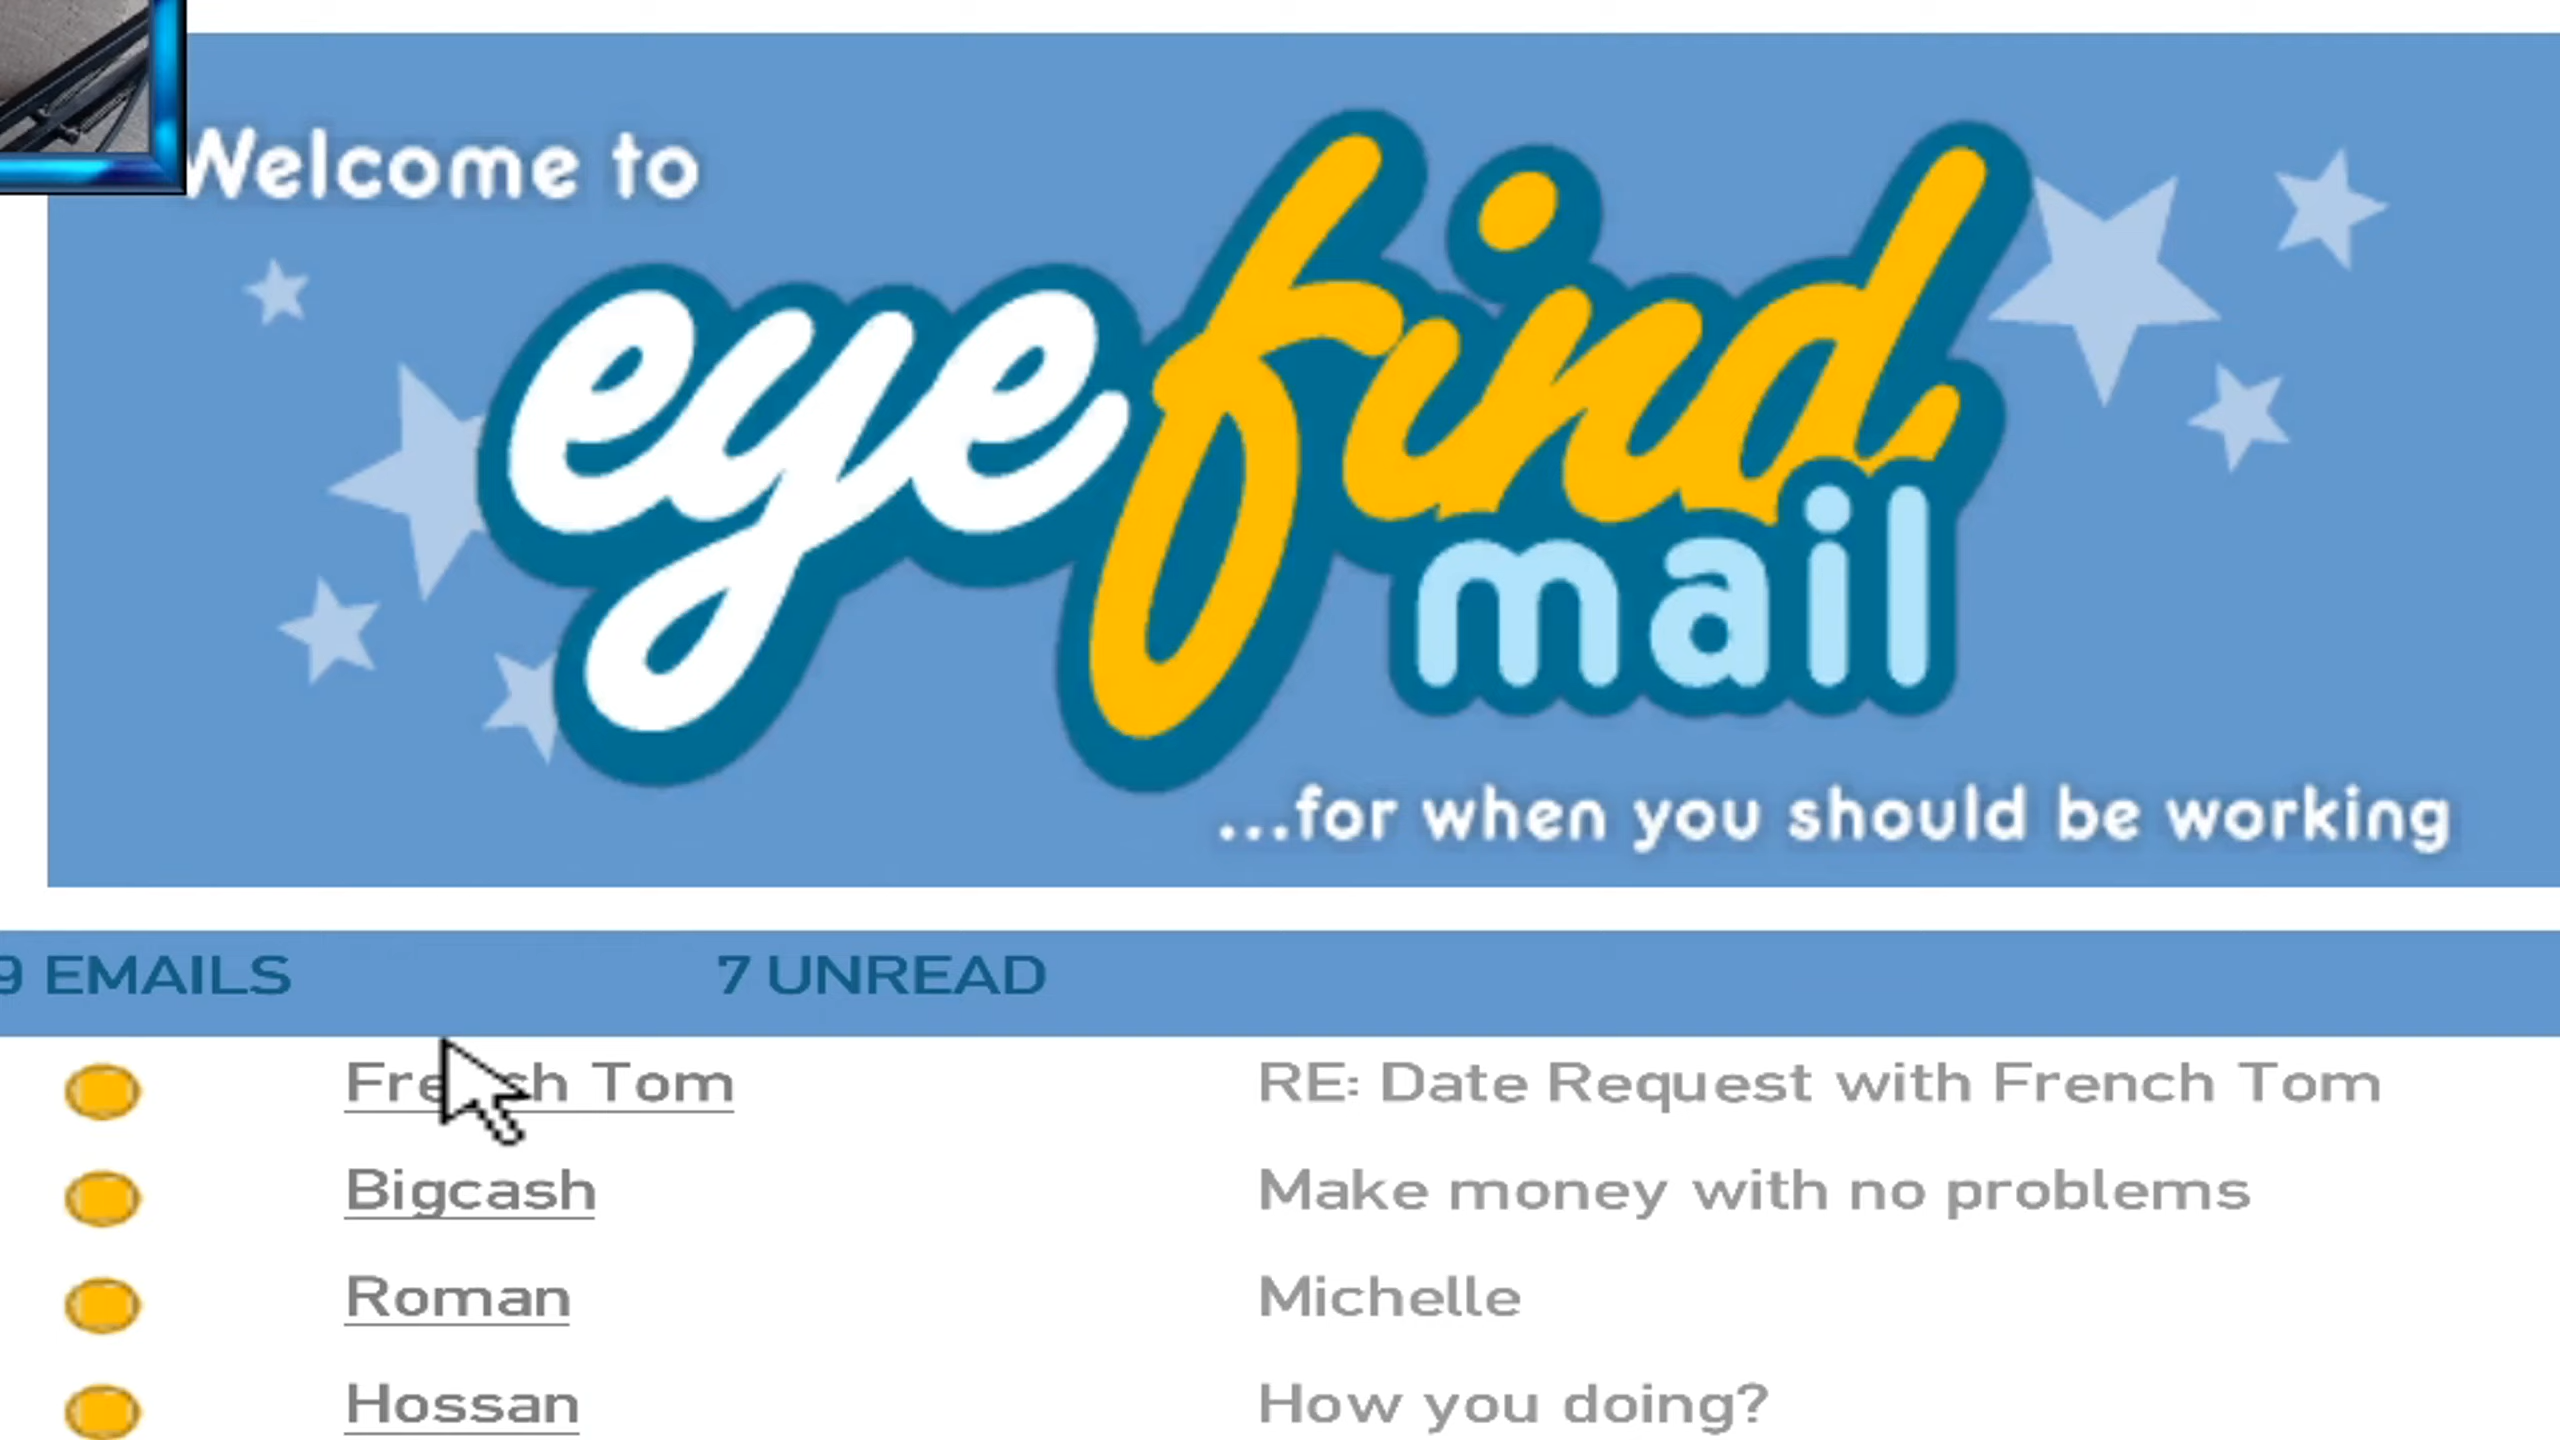 Welcome to
eyefind
mail
...for when you should be working
9 EMAILS 7 UNREAD
French Tom RE: Date Request with French Tom
Bigcash Make money with no problems
Roman Michelle
Hossan How you doing?